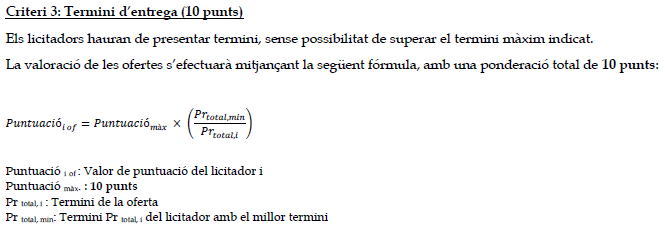 Criteri 3: Termini d'entrega (10 punts)
Els licitadors hauran de presentar termini, sense possibilitat de superar el termini màxim indicat.
La valoració de les ofertes s'efectuarà mitjançant la següent fórmula, amb una ponderació total de 10 punts:
Puntuació i of = Puntuació màx × (Pr total,min / Pr total,i)
Puntuació i of : Valor de puntuació del licitador i
Puntuació màx. : 10 punts
Pr total, i : Termini de la oferta
Pr total, min: Termini Pr total, i del licitador amb el millor termini